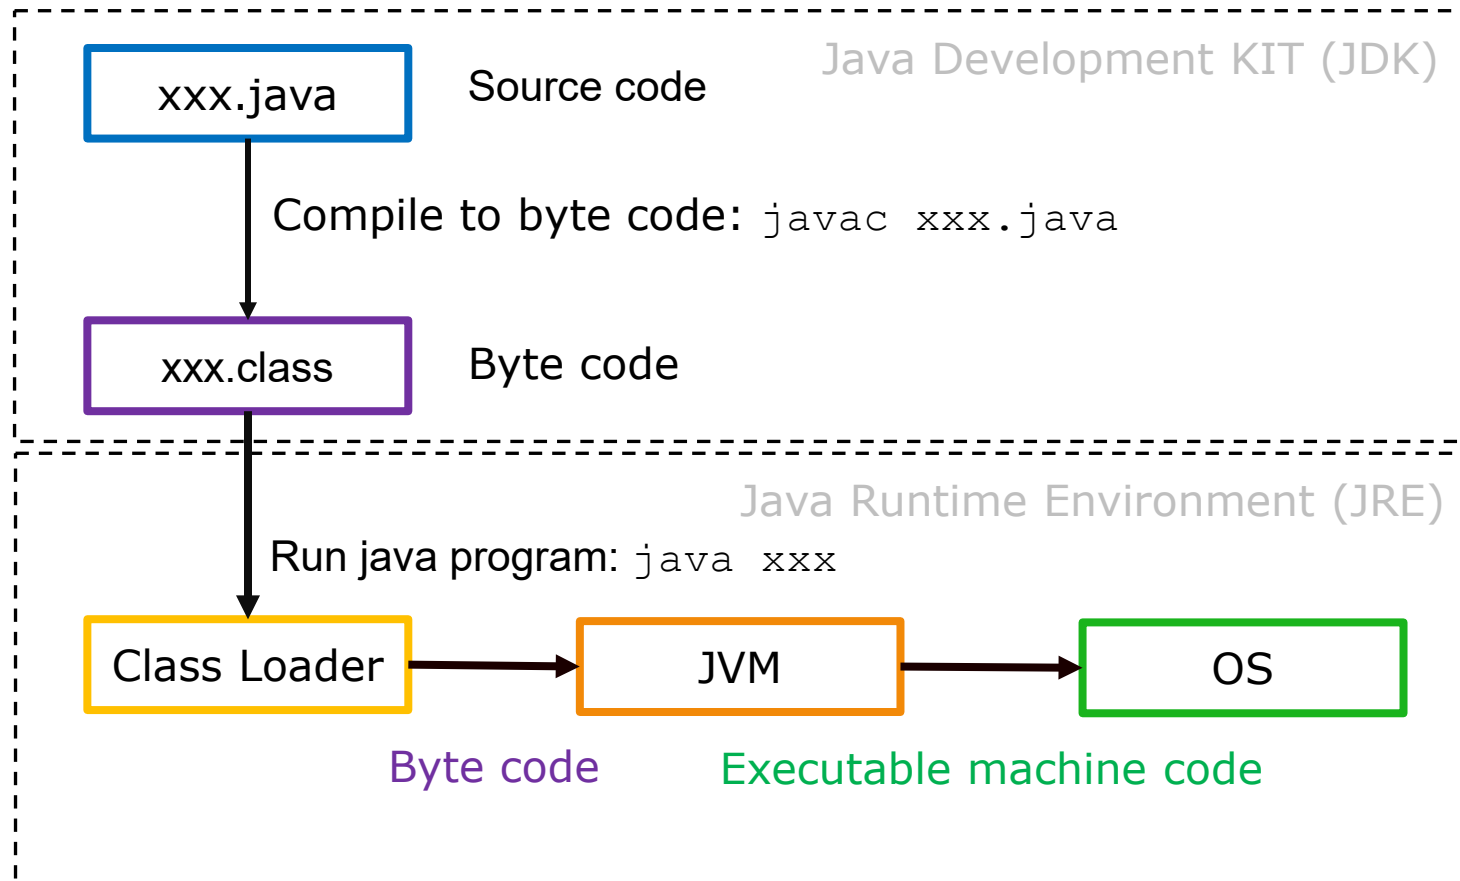 Java Development KIT (JDK)
xxx.java
Source code
Compile to byte code: javac xxx.java
xxx.class
Byte code
Java Runtime Environment (JRE)
Run java program: java xxx
Class Loader
JVM
OS
Byte code
Executable machine code